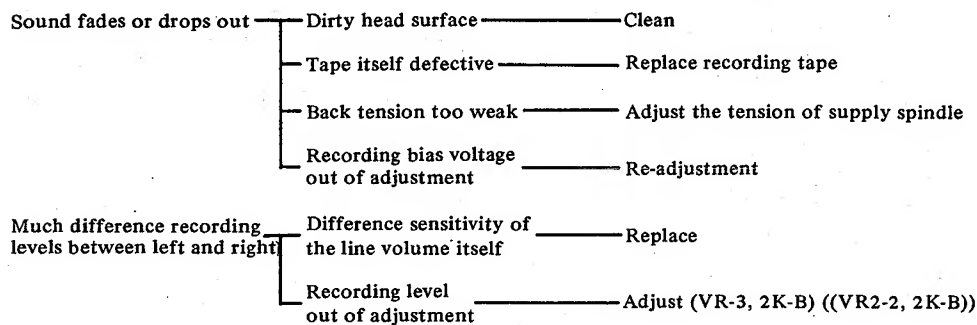 Sound fades or drops out Dirty head surface Clean
Tape itself defective Replace recording tape
Back tension too weak Adjust the tension of supply spindle
Recording bias voltage
out of adjustment Re-adjustment
Much difference recording
levels between left and right
Difference sensitivity of
the line volume itself Replace
Recording level
out of adjustment Adjust (VR-3, 2K-B) ((VR2-2, 2K-B))